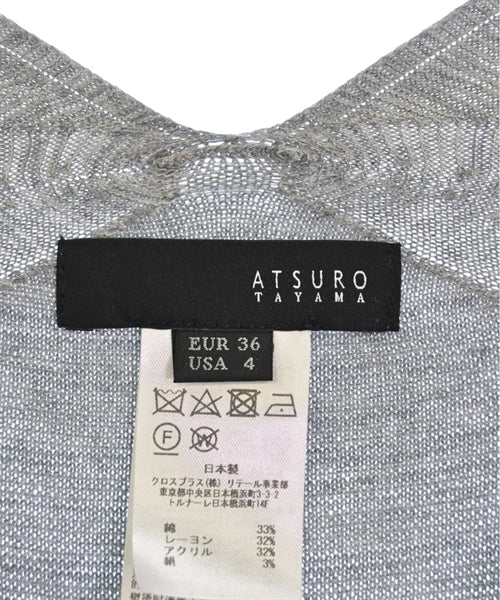 ATSURO
TAYAMA
EUR 36
USA 4
F
W
日本製
クロスプラス(株) リテール事業部
東京都中央区日本橋浜町3-3-2
トルナーレ日本橋浜町14F
綿 33%
レーヨン 32%
アクリル 32%
絹 3%